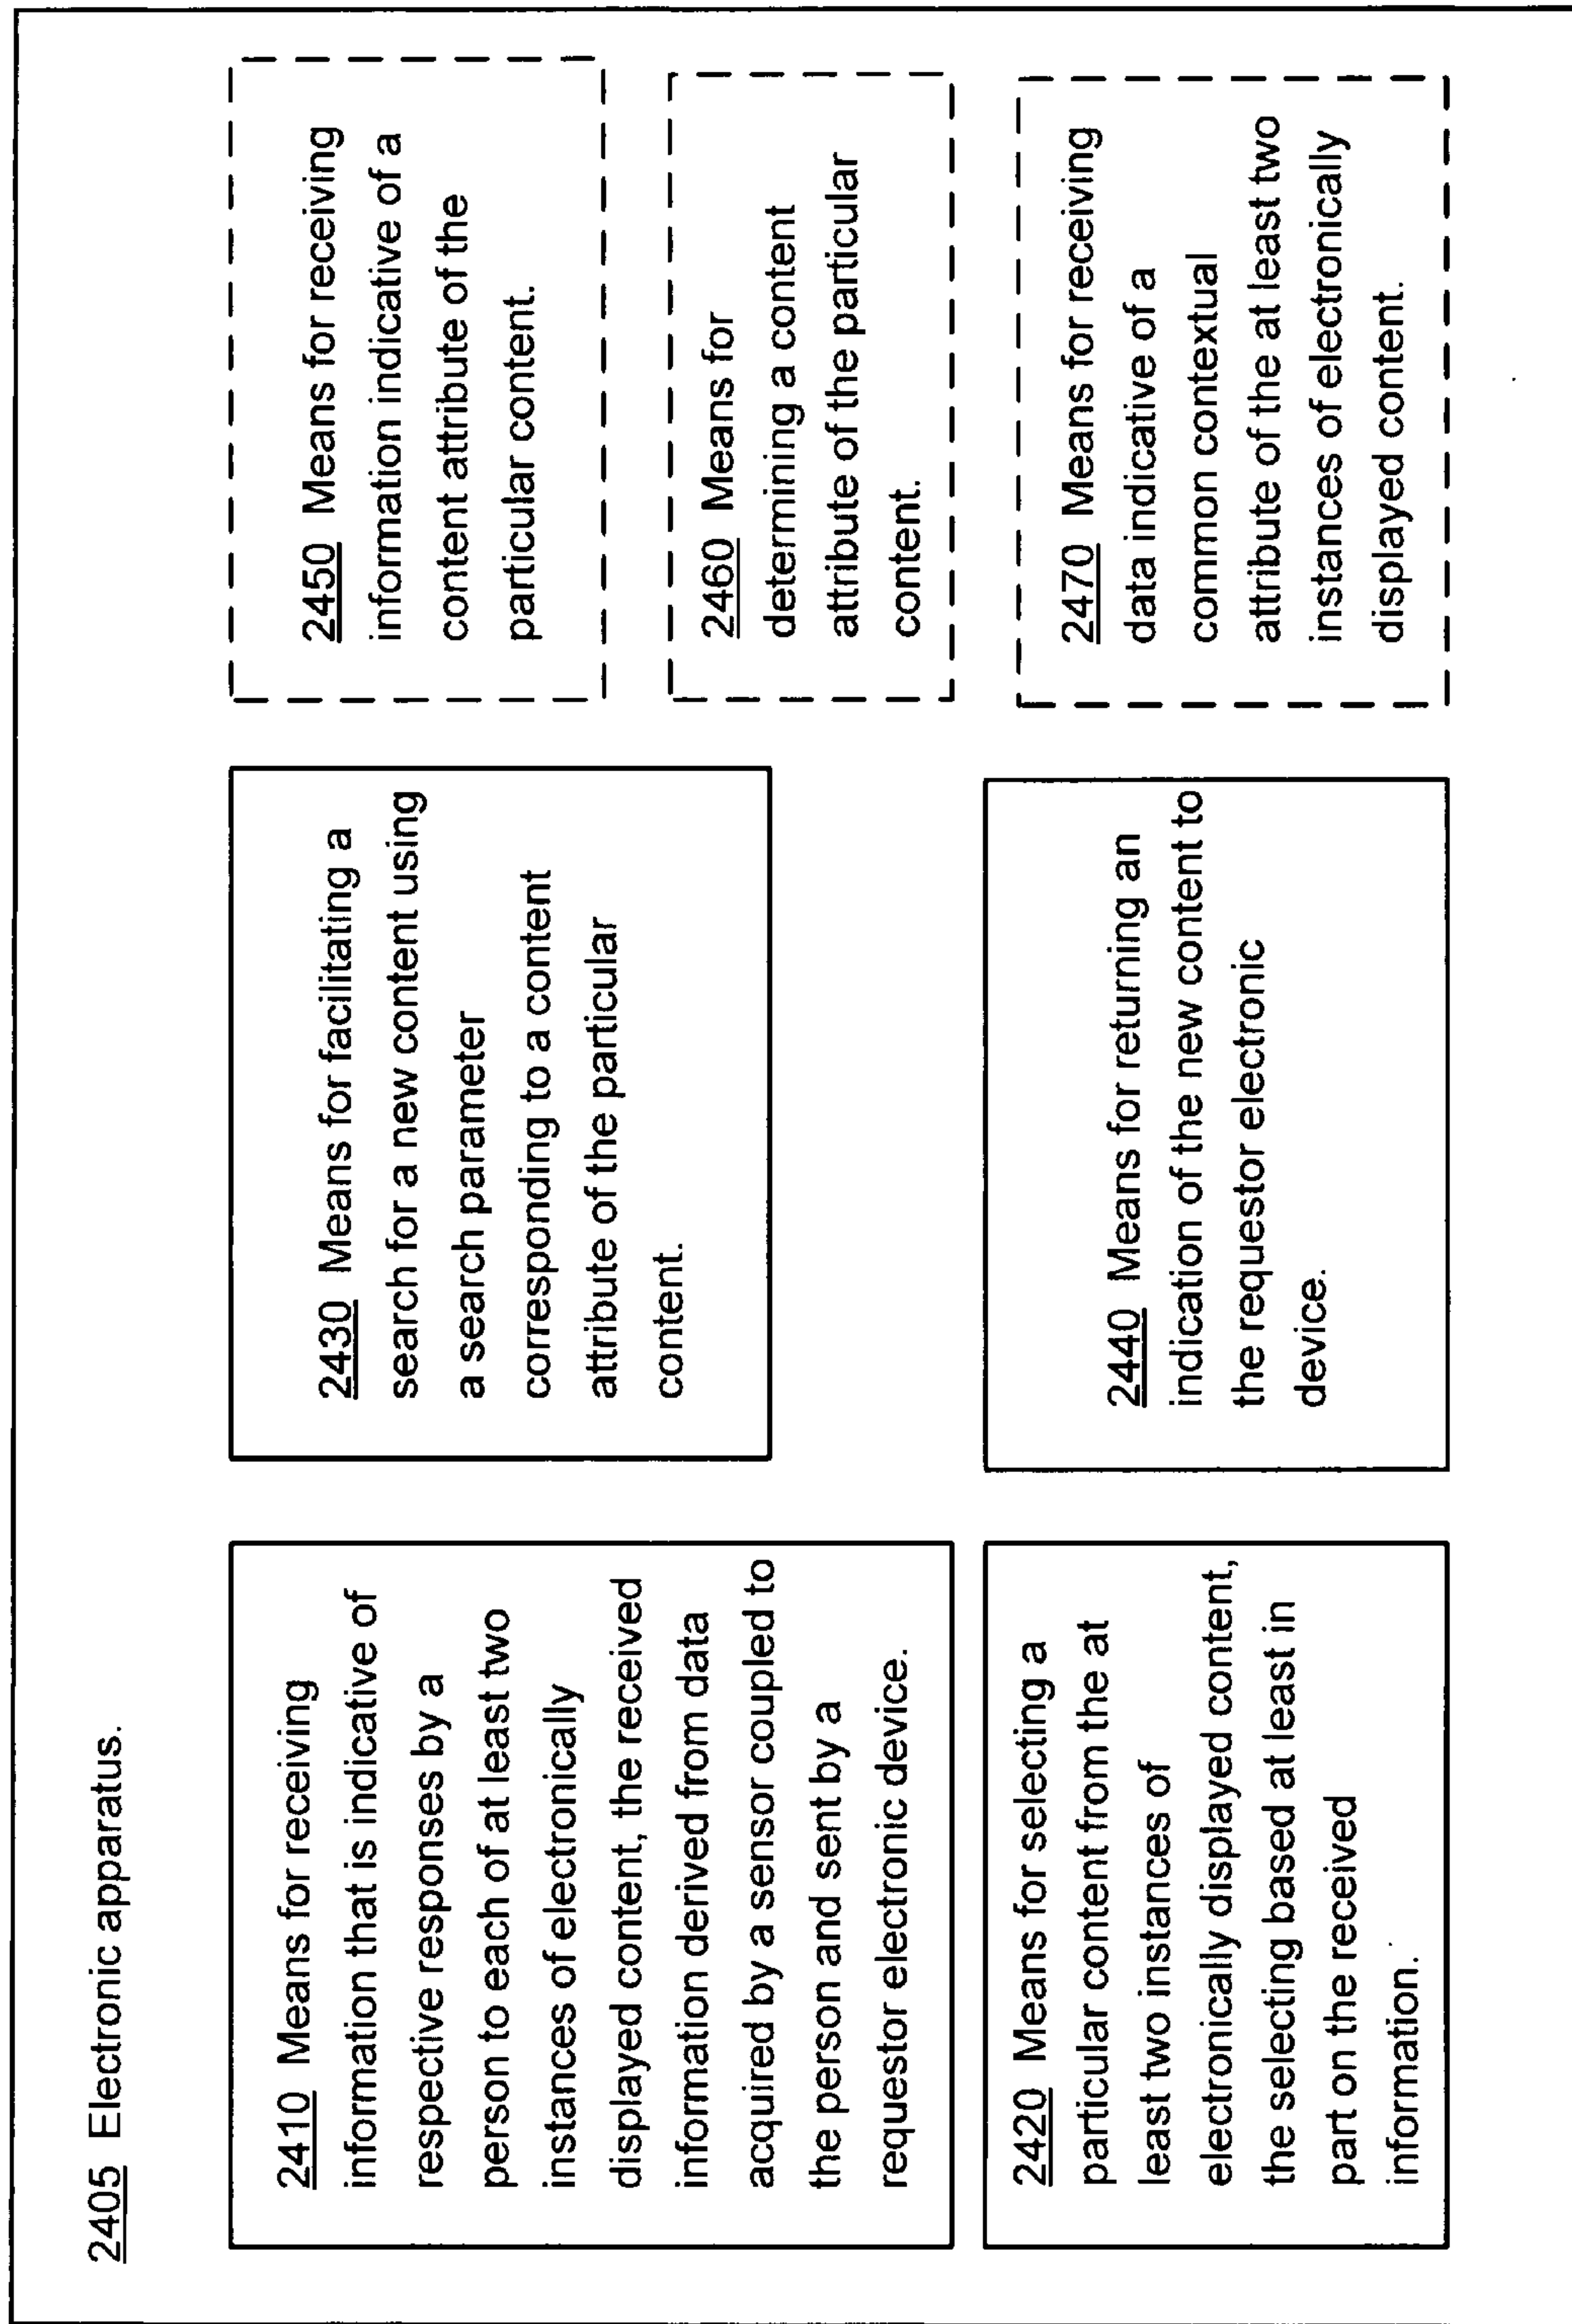 2405 Electronic apparatus.
2410 Means for receiving
information that is indicative of
respective responses by a
person to each of at least two
instances of electronically
displayed content, the received
information derived from data
acquired by a sensor coupled to
the person and sent by a
requestor electronic device.
2420 Means for selecting a
particular content from the at
least two instances of
electronically displayed content,
the selecting based at least in
part on the received
information.
2430 Means for facilitating a
search for a new content using
a search parameter
corresponding to a content
attribute of the particular
content.
2440 Means for returning an
indication of the new content to
the requestor electronic
device.
2450 Means for receiving
information indicative of a
content attribute of the
particular content.
2460 Means for
determining a content
attribute of the particular
content.
2470 Means for receiving
data indicative of a
common contextual
attribute of the at least two
instances of electronically
displayed content.